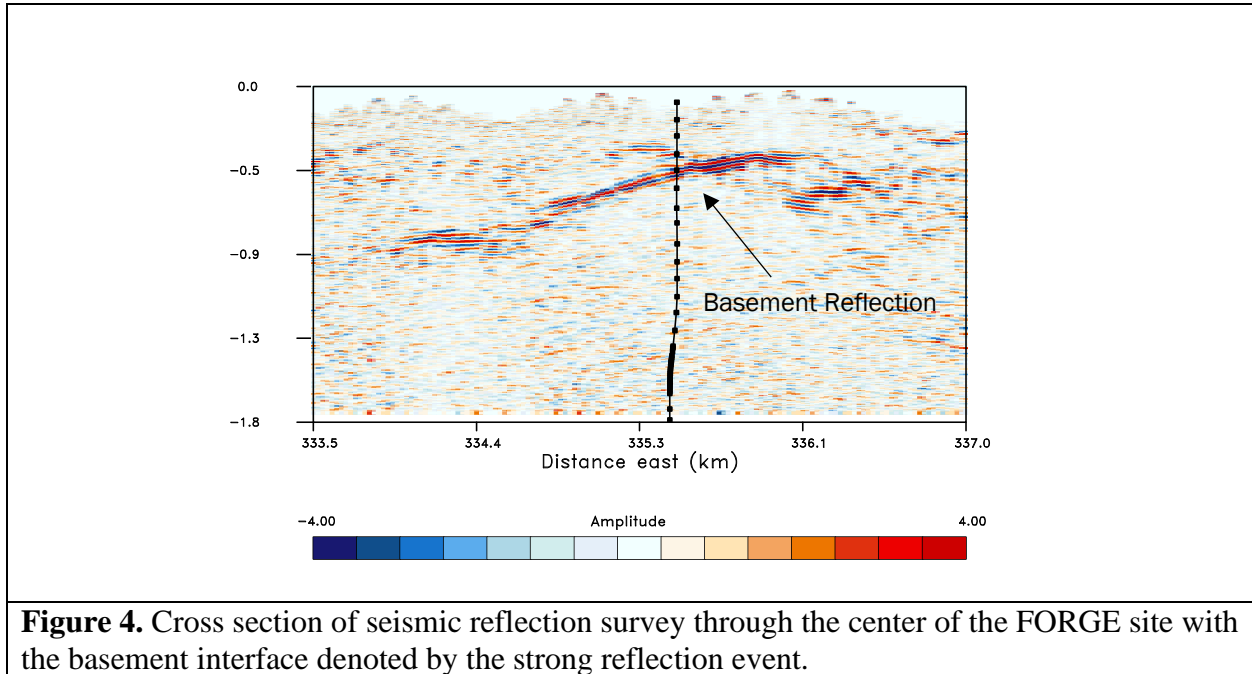 0.0
-0.5
-0.9
-1.3
-1.8
Basement Reflection
333.5 334.4 335.3 336.1 337.0
Distance east (km)
-4.00 Amplitude 4.00
Figure 4. Cross section of seismic reflection survey through the center of the FORGE site with
the basement interface denoted by the strong reflection event.